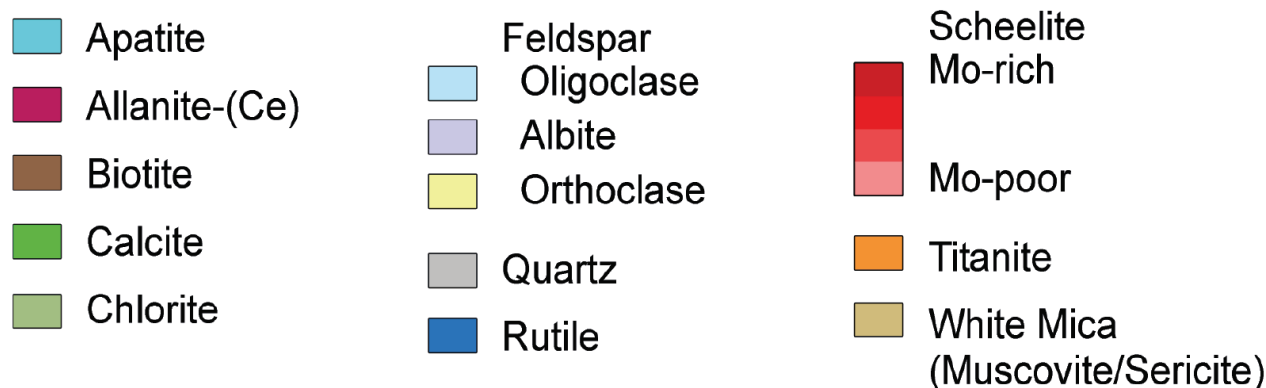 Apatite
Allanite-(Ce)
Biotite
Calcite
Chlorite
Feldspar
Oligoclase
Albite
Orthoclase
Quartz
Rutile
Scheelite
Mo-rich
Mo-poor
Titanite
White Mica
(Muscovite/Sericite)